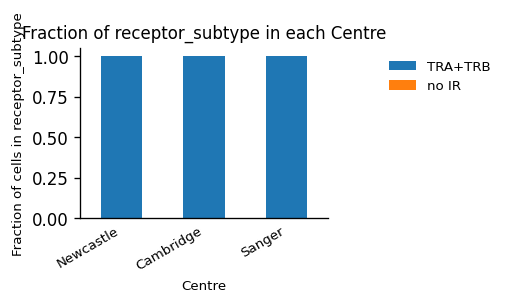 Fraction of receptor_subtype in each Centre
Fraction of cells in receptor_subtype
1.00
0.75
0.50
0.25
0.00
Newcastle
Cambridge
Sanger
Centre
TRA+TRB
no IR